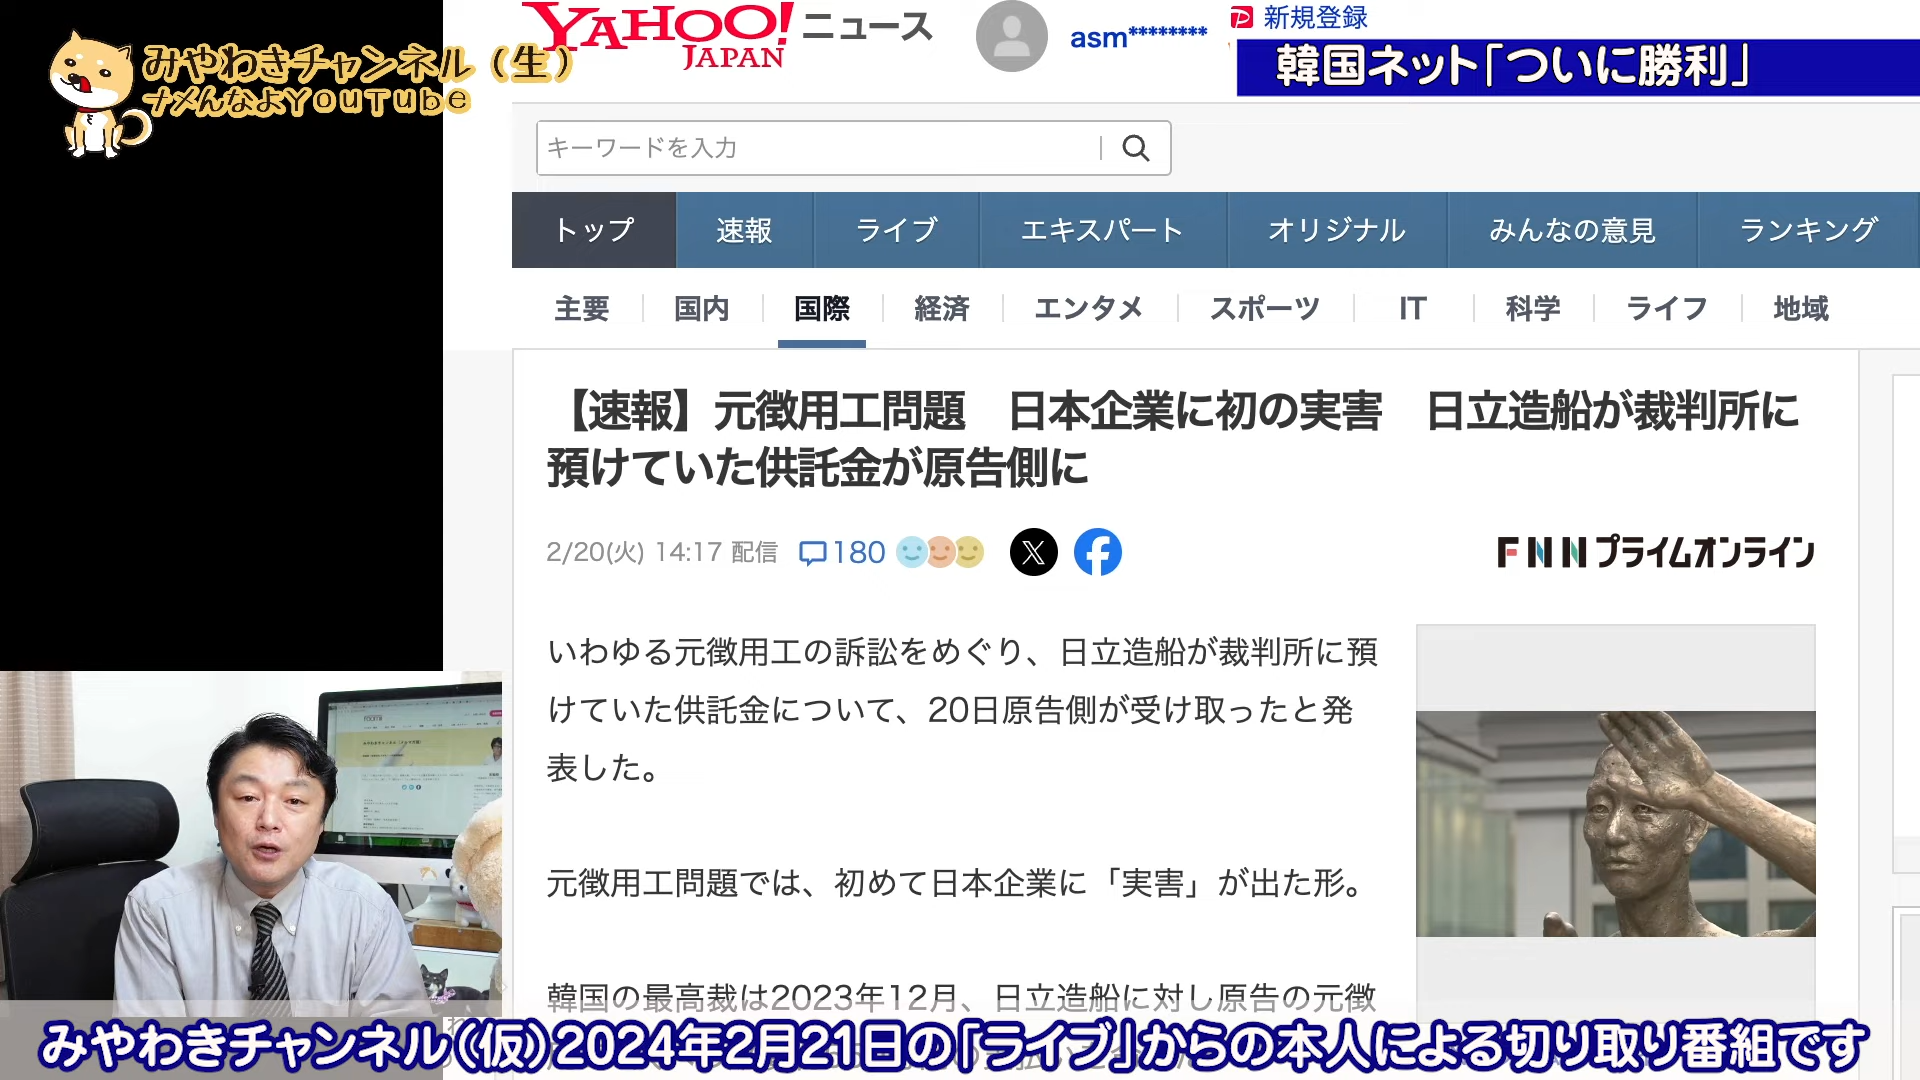 みやわきチャンネル（生）
ナメんなよYouTube
YAHOO!ニュース
JAPAN
asm********
新規登録
韓国ネット「ついに勝利」
キーワードを入力
トップ 速報 ライブ エキスパート オリジナル みんなの意見 ランキング
主要 国内 国際 経済 エンタメ スポーツ IT 科学 ライフ 地域
【速報】元徴用工問題　日本企業に初の実害　日立造船が裁判所に
預けていた供託金が原告側に
2/20(火) 14:17 配信 180
FNNプライムオンライン
いわゆる元徴用工の訴訟をめぐり、日立造船が裁判所に預
けていた供託金について、20日原告側が受け取ったと発
表した。
元徴用工問題では、初めて日本企業に「実害」が出た形。
韓国の最高裁は2023年12月、日立造船に対し原告の元徴
みやわきチャンネル（仮）2024年2月21日の「ライブ」からの本人による切り取り番組です